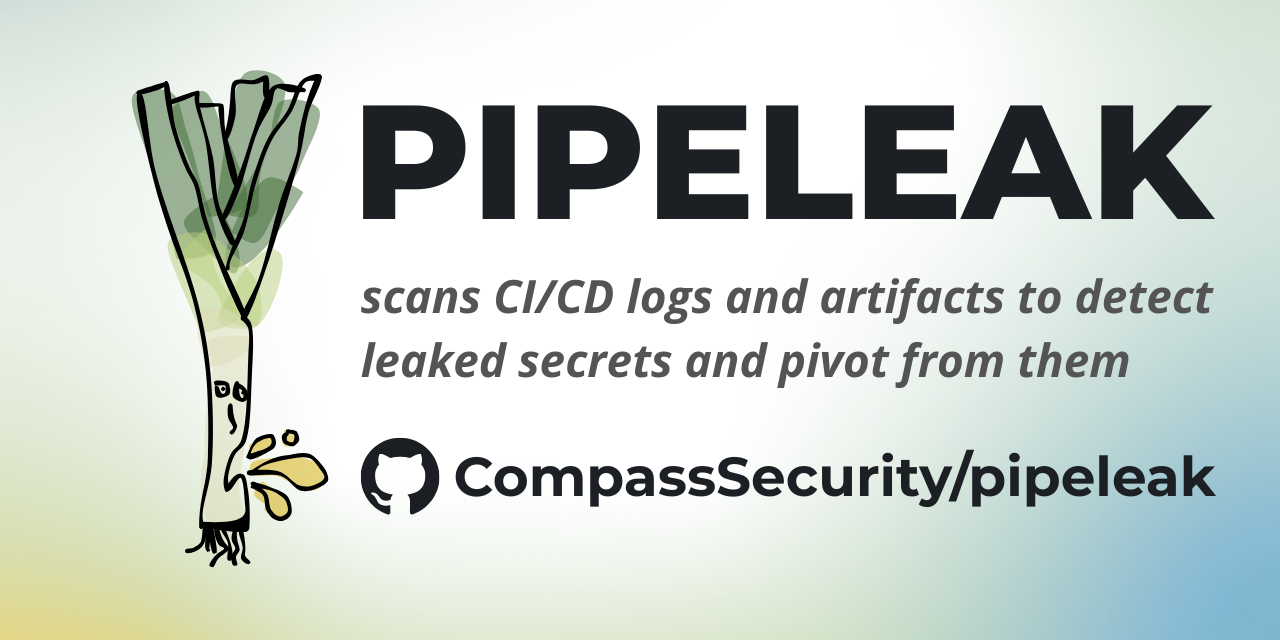 PIPELEAK
scans CI/CD logs and artifacts to detect
leaked secrets and pivot from them
CompassSecurity/pipeleak